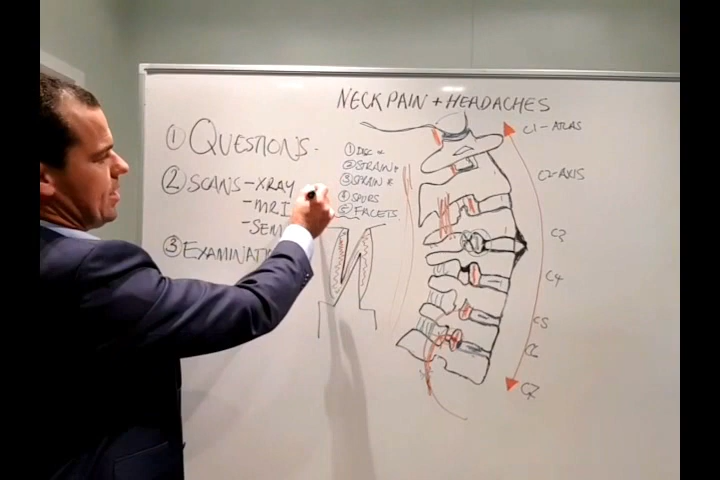 NECK PAIN + HEADACHES
① QUESTIONS.
② SCANS - XRAY
- MRI
- SEM
③ EXAMINAT
① DISC
② STRAIN
③ SPRAIN
④ SPURS
⑤ FACETS
C1 - ATLAS
C2 - AXIS
C3
C4
C5
C6
C7